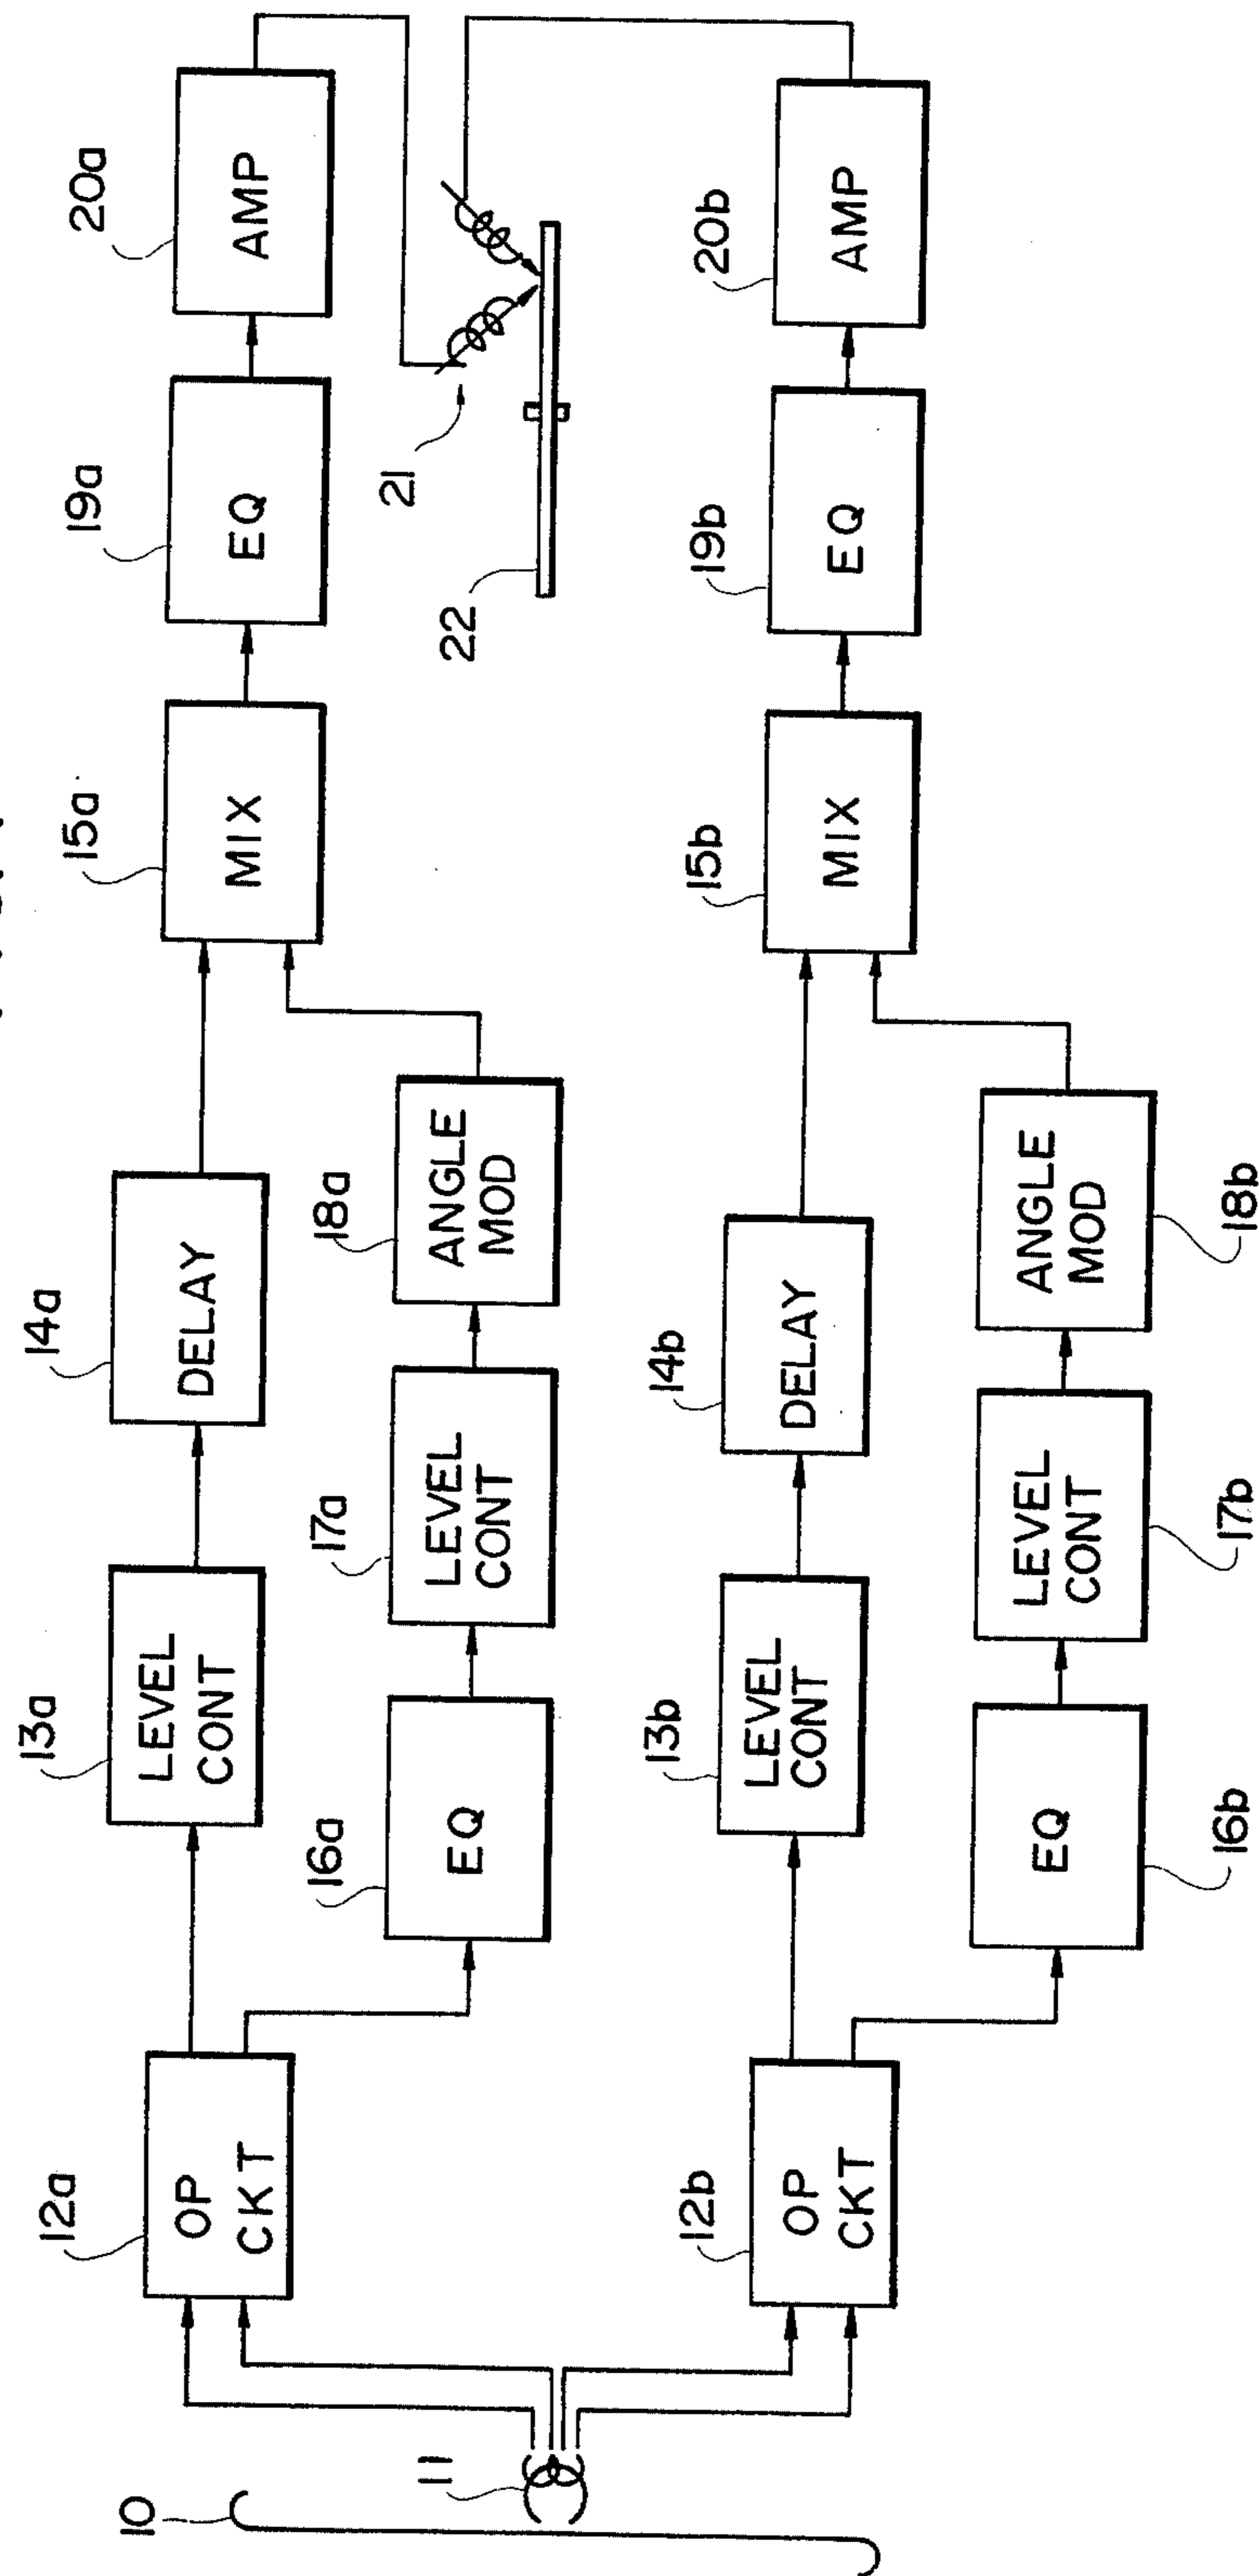 10
11
12a
OP
CKT
13a
LEVEL
CONT
14a
DELAY
15a
MIX
19a
EQ
20a
AMP
16a
EQ
17a
LEVEL
CONT
18a
ANGLE
MOD
21
22
12b
OP
CKT
13b
LEVEL
CONT
14b
DELAY
15b
MIX
19b
EQ
20b
AMP
16b
EQ
17b
LEVEL
CONT
18b
ANGLE
MOD